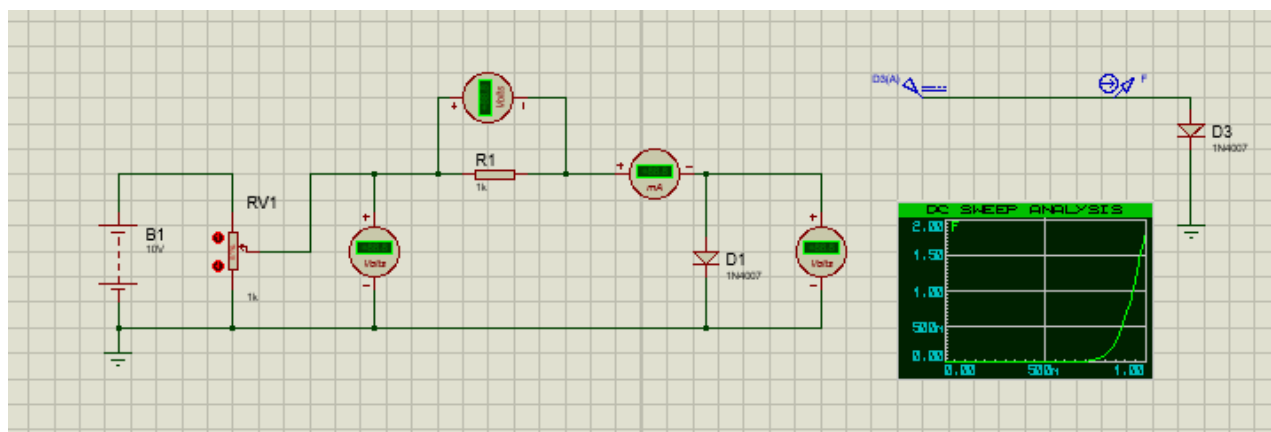 D3(A)
F
D3
1N4007
Volts
R1
1k
mA
RV1
B1
10V
1k
Volts
D1
1N4007
Volts
DC SWEEP ANALYSIS
2.00
F
1.50
1.00
500m
0.00
0.00
500m
1.00